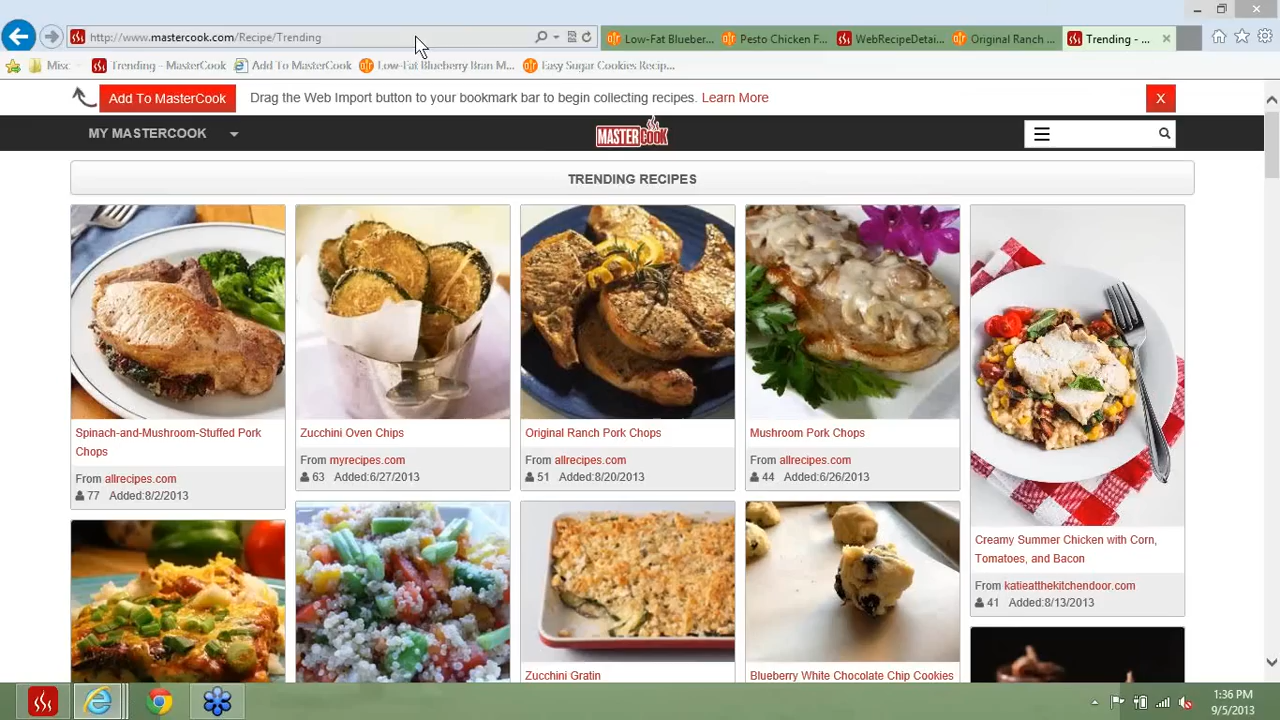 http://www.mastercook.com/Recipe/Trending
Low-Fat Blueber...
Pesto Chicken F...
WebRecipeDetai...
Original Ranch ...
Trending - ...
Misc
Trending - MasterCook
Add To MasterCook
Low-Fat Blueberry Bran M...
Easy Sugar Cookies Recip...
Add To MasterCook
Drag the Web Import button to your bookmark bar to begin collecting recipes. Learn More
X
MY MASTERCOOK
MASTERCOOK
TRENDING RECIPES
Spinach-and-Mushroom-Stuffed Pork
Chops
From allrecipes.com
77 Added:8/2/2013
Zucchini Oven Chips
From myrecipes.com
63 Added:6/27/2013
Original Ranch Pork Chops
From allrecipes.com
51 Added:8/20/2013
Mushroom Pork Chops
From allrecipes.com
44 Added:6/26/2013
Creamy Summer Chicken with Corn,
Tomatoes, and Bacon
From katieatthekitchendoor.com
41 Added:8/13/2013
Zucchini Gratin
Blueberry White Chocolate Chip Cookies
1:36 PM
9/5/2013